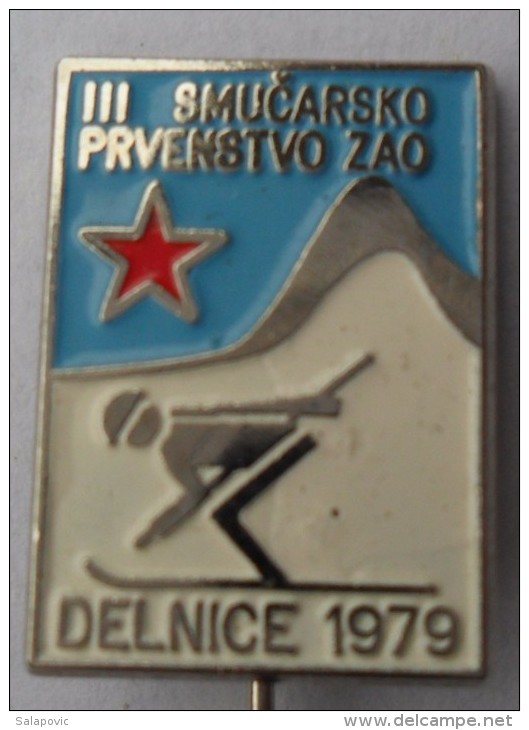 III SMUČARSKO
PRVENSTVO ZAO
DELNICE 1979
Salapovic
www.delcampe.net